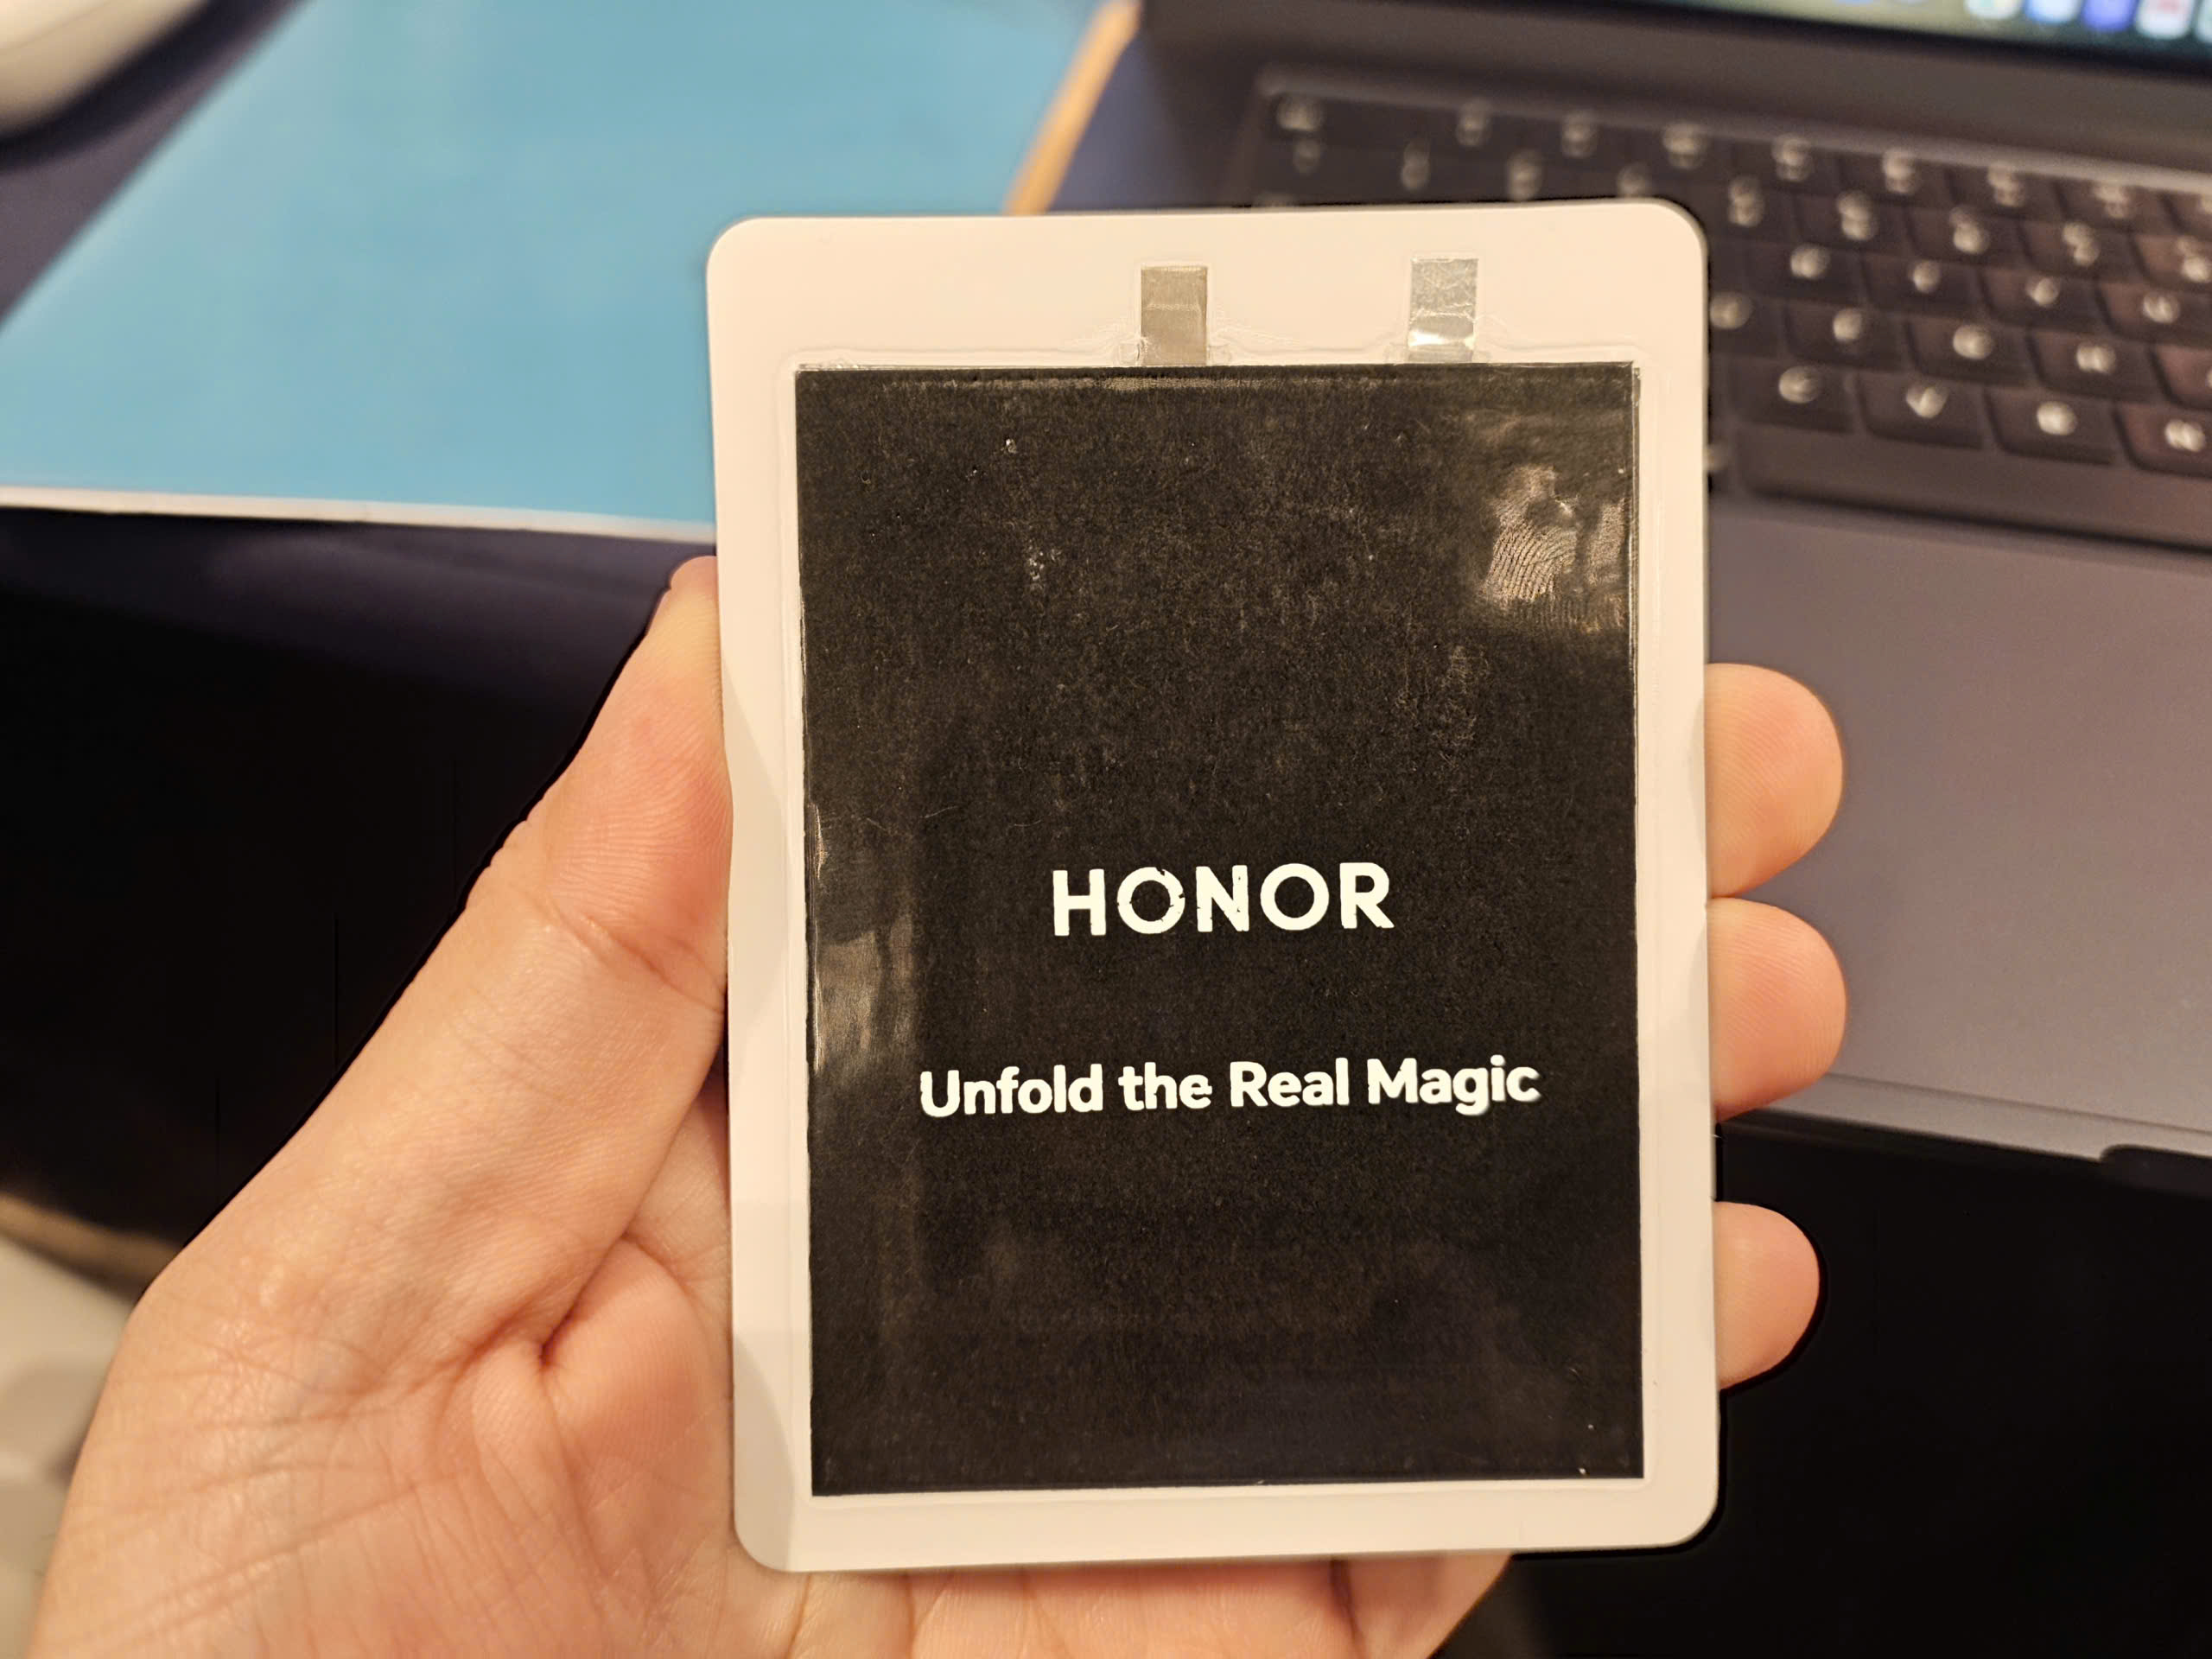 HONOR
Unfold the Real Magic